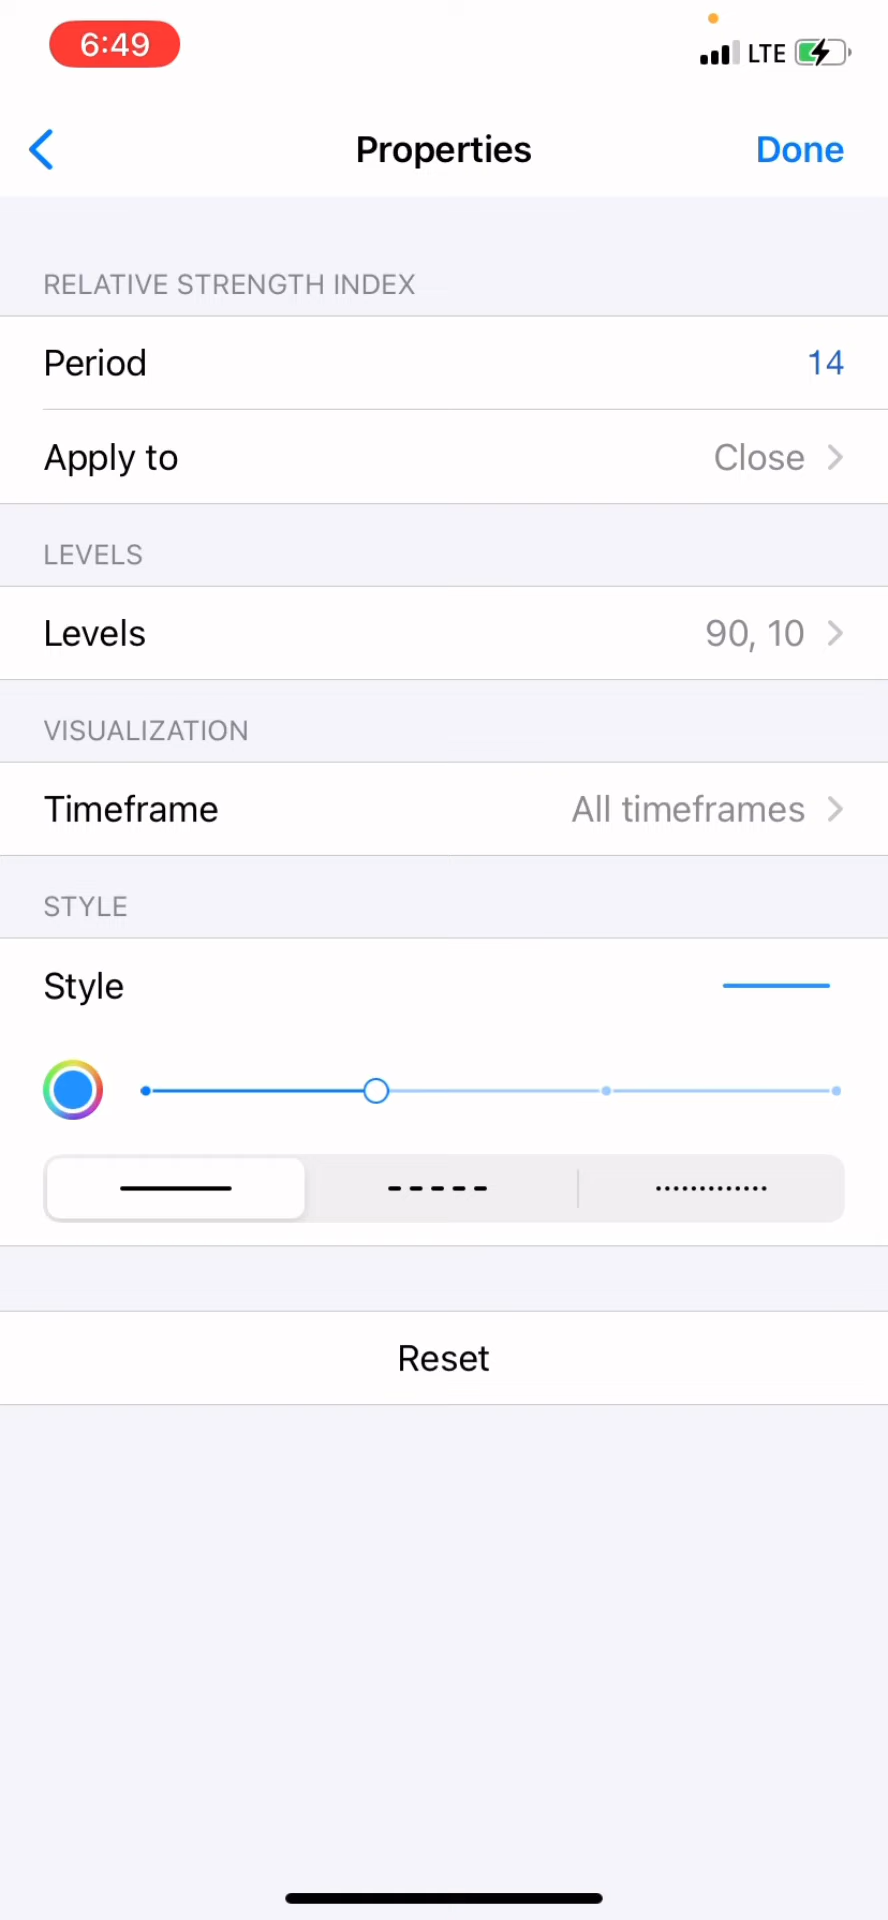 6:49
LTE
Properties
Done
RELATIVE STRENGTH INDEX
Period 14
Apply to Close
LEVELS
Levels 90, 10
VISUALIZATION
Timeframe All timeframes
STYLE
Style
Reset